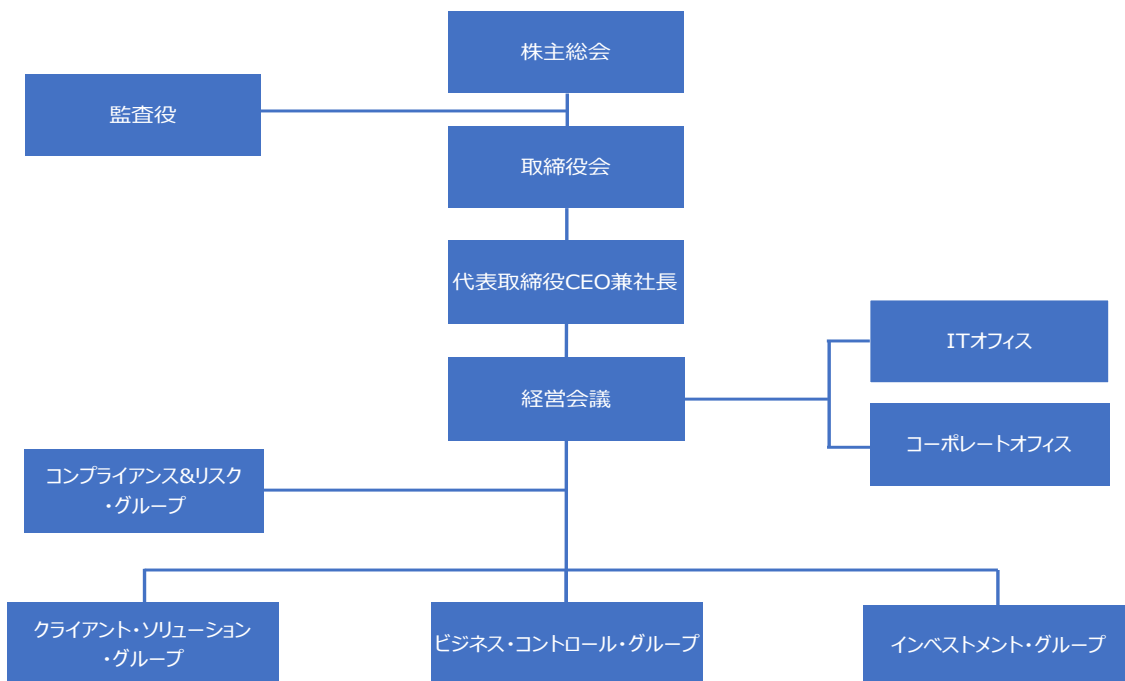 株主総会
監査役
取締役会
代表取締役CEO兼社長
ITオフィス
経営会議
コーポレートオフィス
コンプライアンス&リスク
・グループ
クライアント・ソリューション
・グループ
ビジネス・コントロール・グループ
インベストメント・グループ